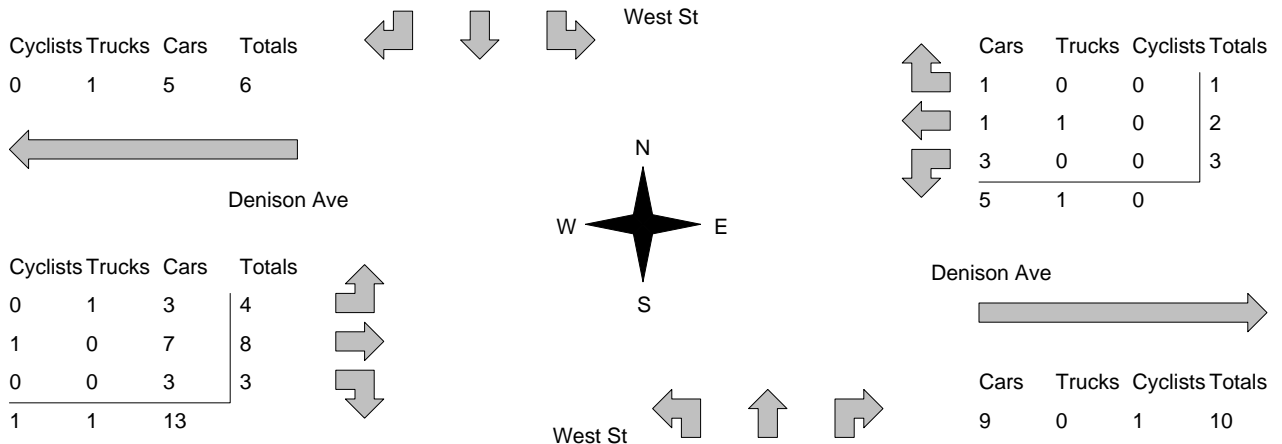 West St
Cyclists Trucks Cars Totals
0 1 5 6
Cars Trucks Cyclists Totals
1 0 0 1
1 1 0 2
3 0 0 3
5 1 0
Denison Ave
N
W E
S
Cyclists Trucks Cars Totals
0 1 3 4
1 0 7 8
0 0 3 3
1 1 13
Denison Ave
Cars Trucks Cyclists Totals
9 0 1 10
West St